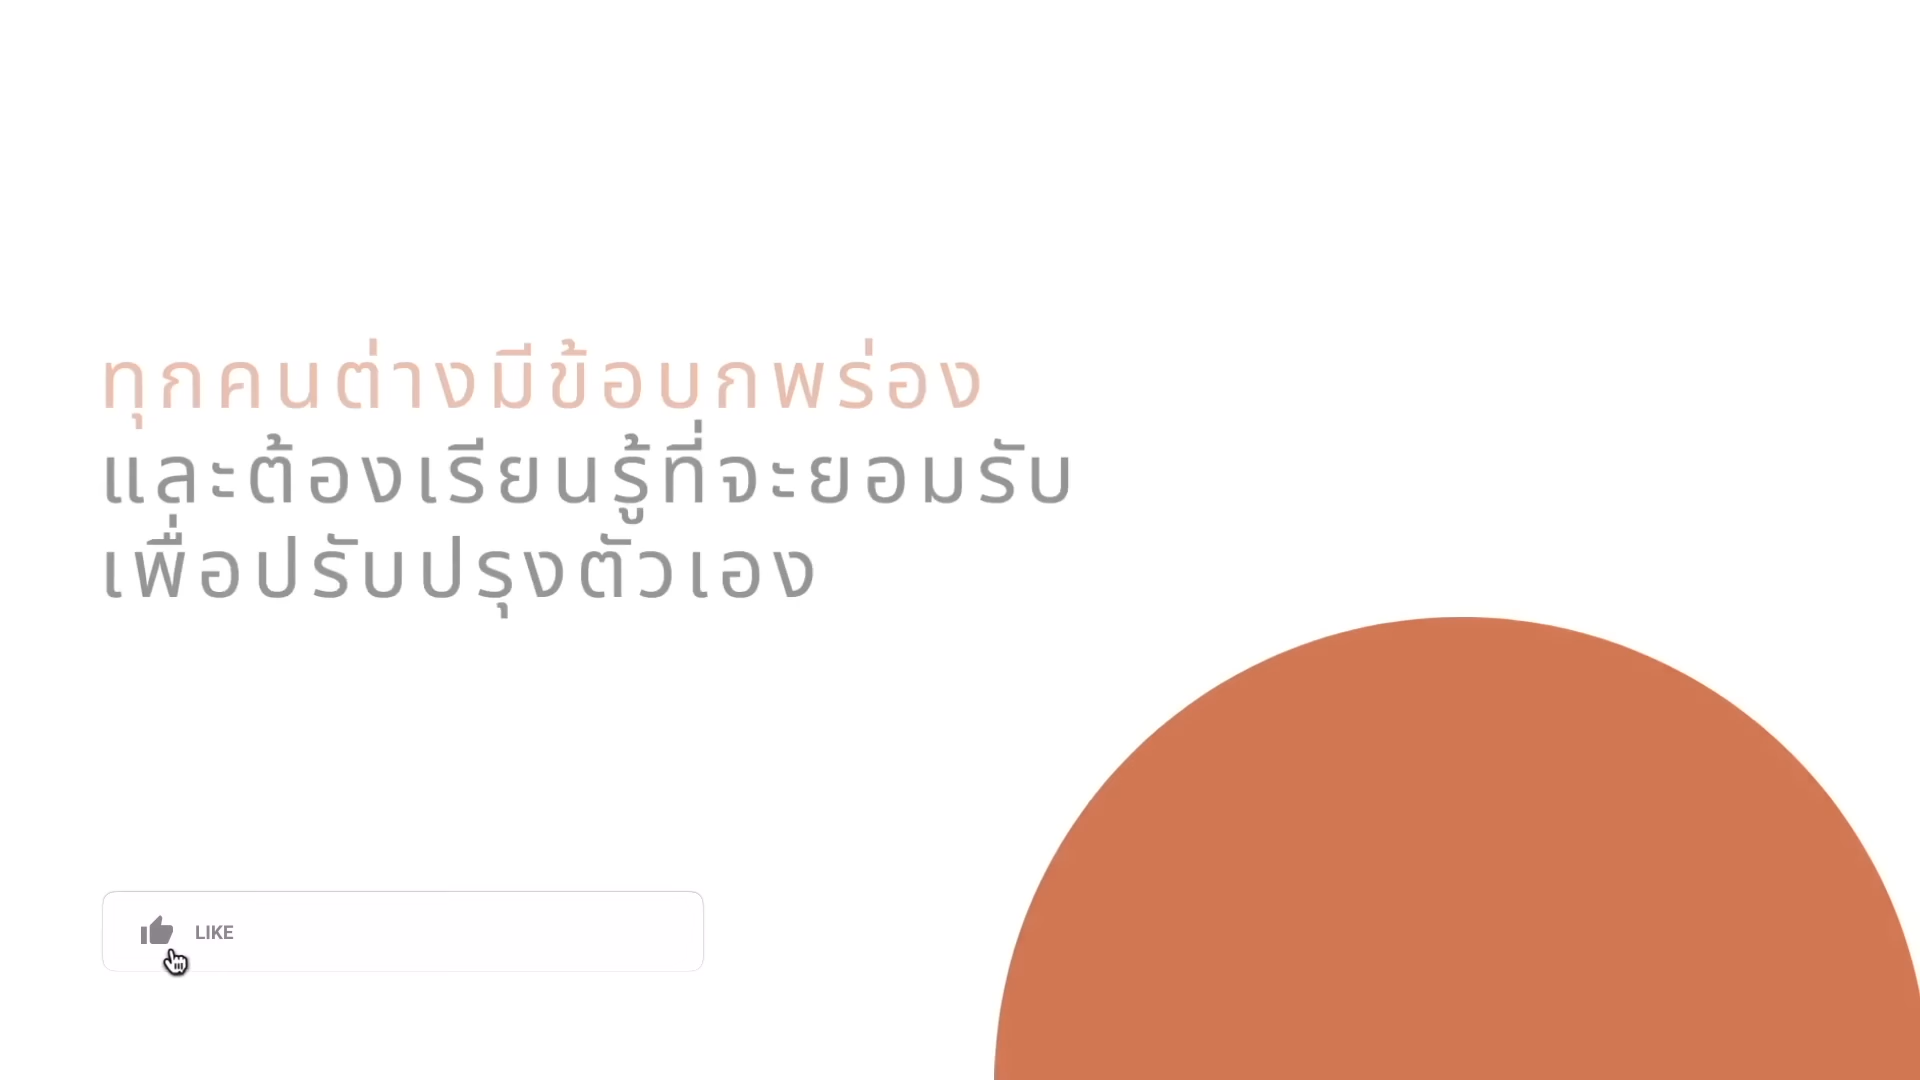 ทุกคนต่างมีข้อบกพร่อง
และต้องเรียนรู้ที่จะยอมรับ
เพื่อปรับปรุงตัวเอง
LIKE